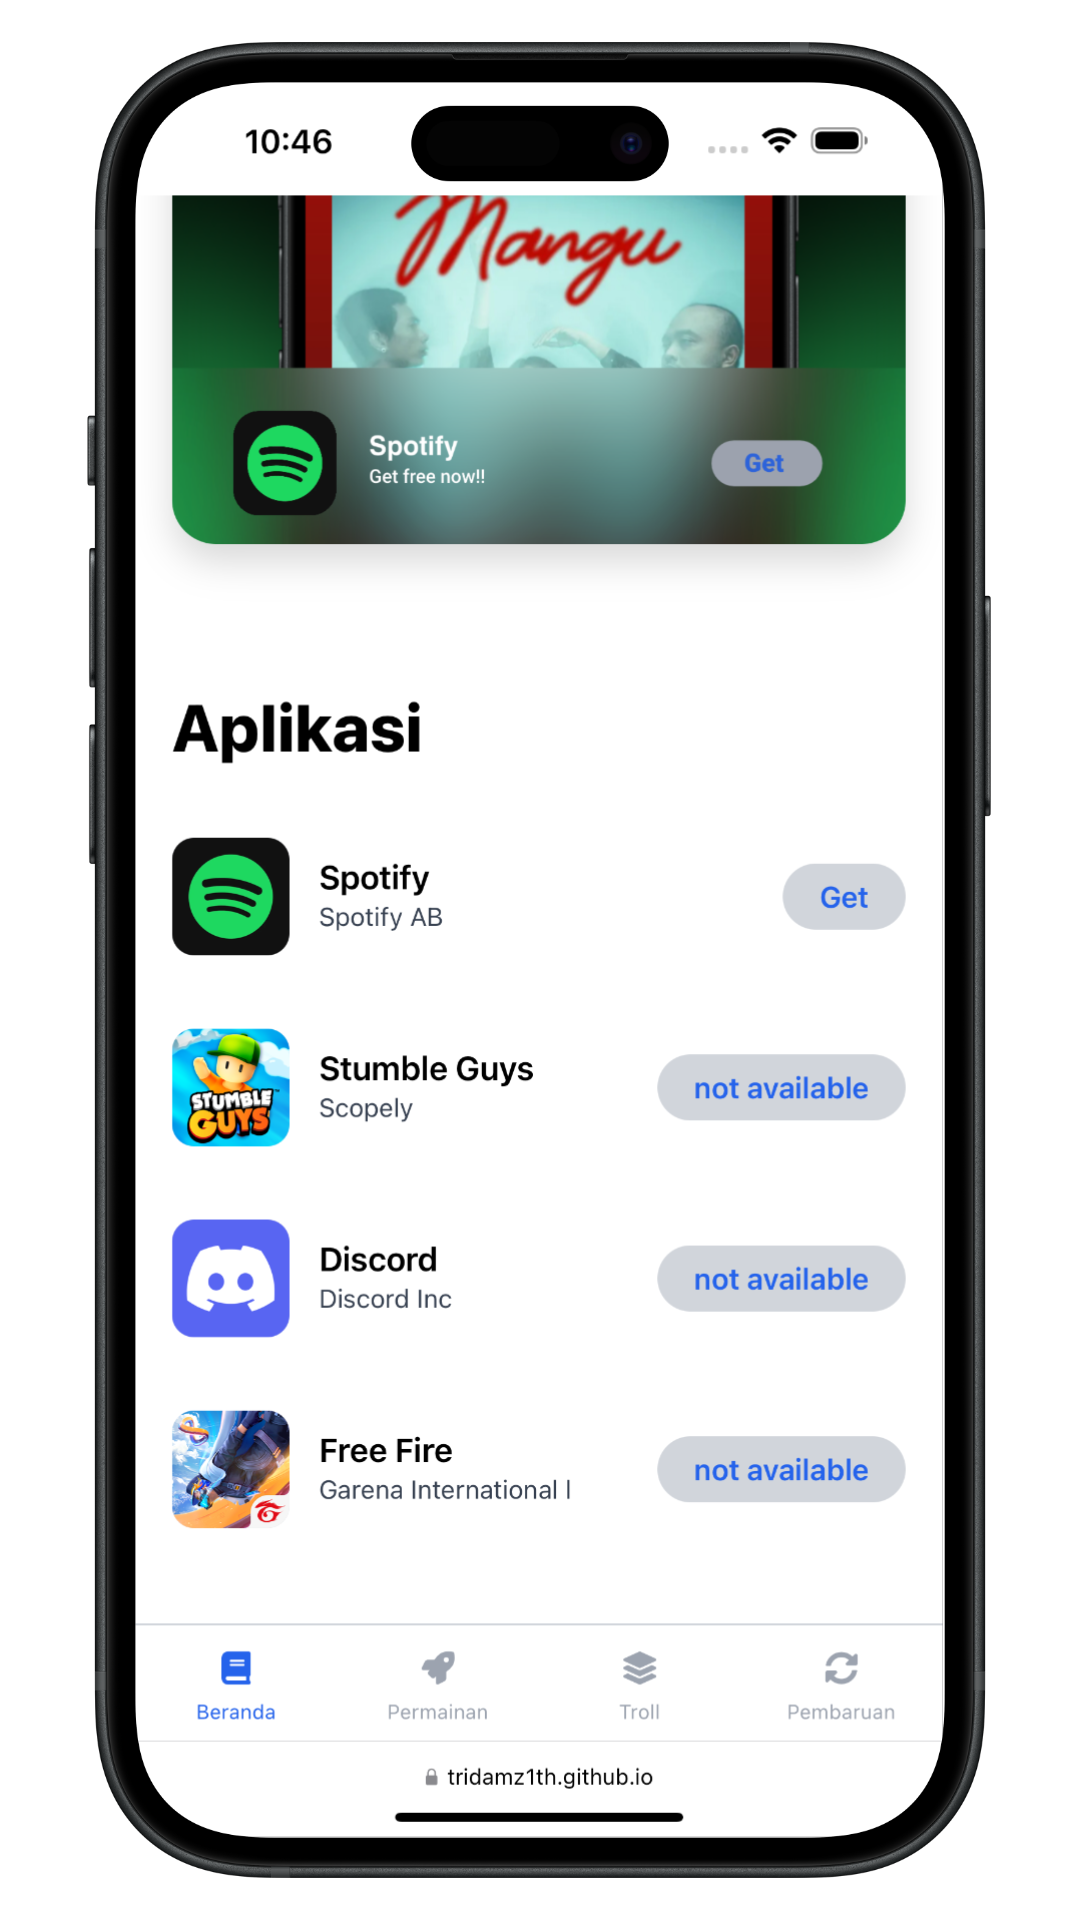 10:46
Mangu
Spotify
Get free now!!
Get
Aplikasi
Spotify
Spotify AB
Get
STUMBLE
GUYS
Stumble Guys
Scopely
not available
Discord
Discord Inc
not available
Free Fire
Garena International I
not available
Beranda
Permainan
Troll
Pembaruan
tridamz1th.github.io